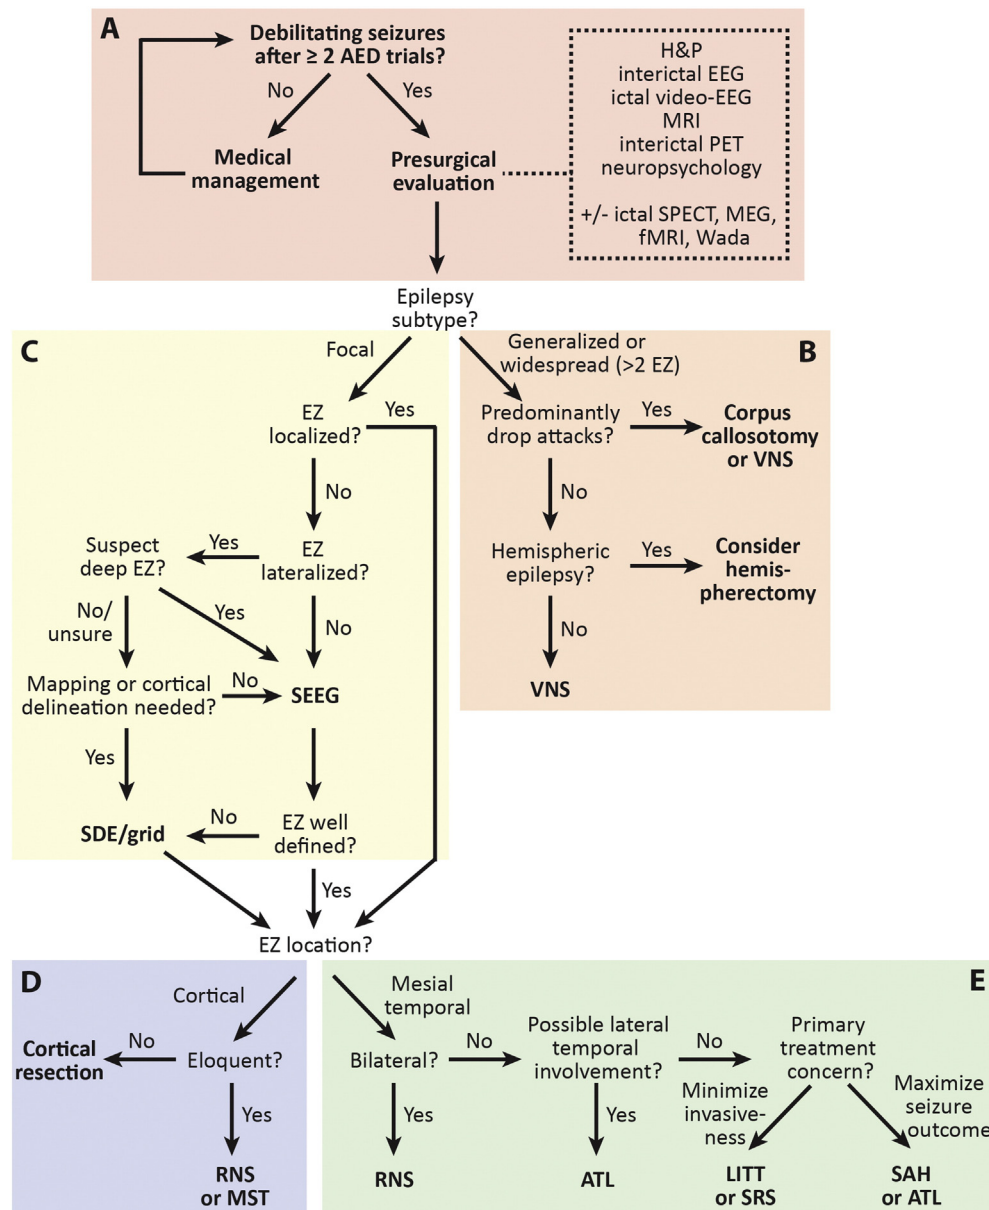 A
Debilitating seizures
after ≥ 2 AED trials?
No
Yes
Medical
management
Presurgical
evaluation
H&P
interictal EEG
ictal video-EEG
MRI
interictal PET
neuropsychology
+/- ictal SPECT, MEG,
fMRI, Wada
Epilepsy
subtype?
C
Focal
EZ
localized?
Yes
No
EZ
lateralized?
Yes
Suspect
deep EZ?
No/
unsure
Yes
No
Mapping or cortical
delineation needed?
No
SEEG
Yes
SDE/grid
No
EZ well
defined?
Yes
B
Generalized or
widespread (>2 EZ)
Predominantly
drop attacks?
Yes
Corpus
callosotomy
or VNS
No
Hemispheric
epilepsy?
Yes
Consider
hemis-
pherectomy
No
VNS
EZ location?
D
Cortical
Eloquent?
No
Cortical
resection
Yes
RNS
or MST
E
Mesial
temporal
Bilateral?
No
Yes
RNS
Possible lateral
temporal
involvement?
No
Yes
ATL
Primary
treatment
concern?
Minimize
invasive-
ness
Maximize
seizure
outcome
LITT
or SRS
SAH
or ATL